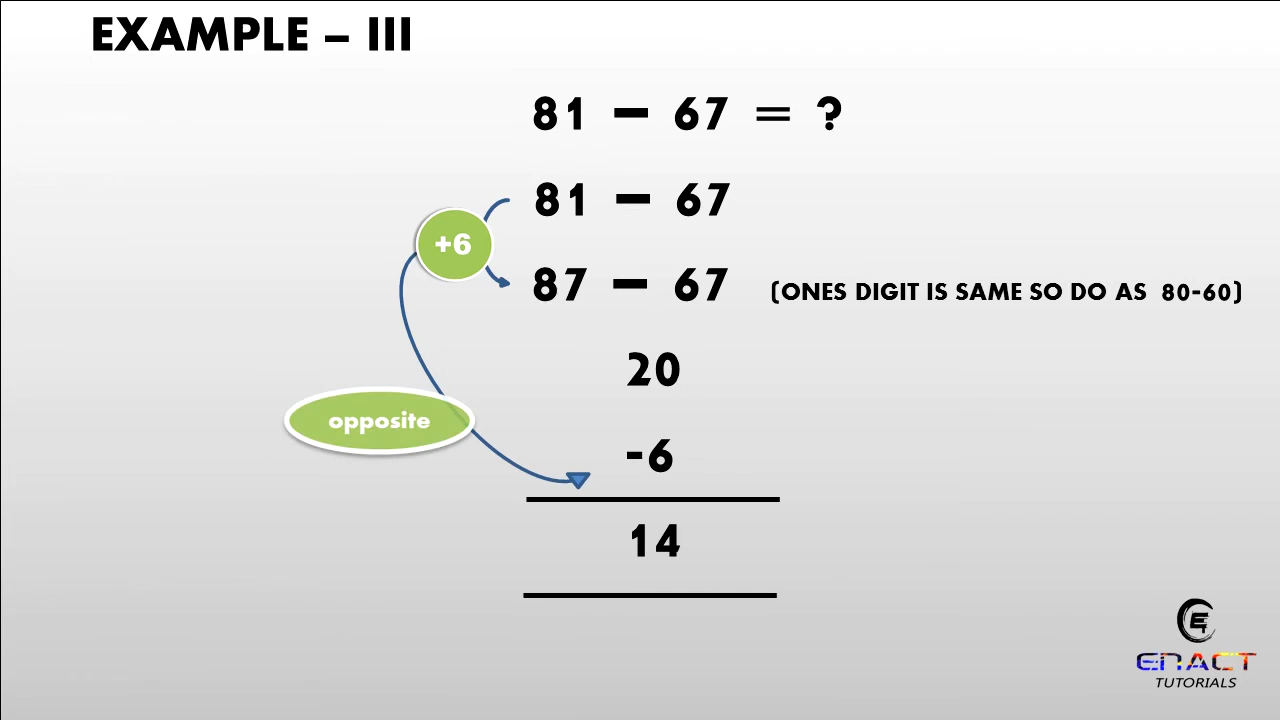 EXAMPLE – III
81 – 67 = ?
81 – 67
+6
87 – 67 (ONES DIGIT IS SAME SO DO AS 80-60)
20
opposite
-6
14
ENACT
TUTORIALS